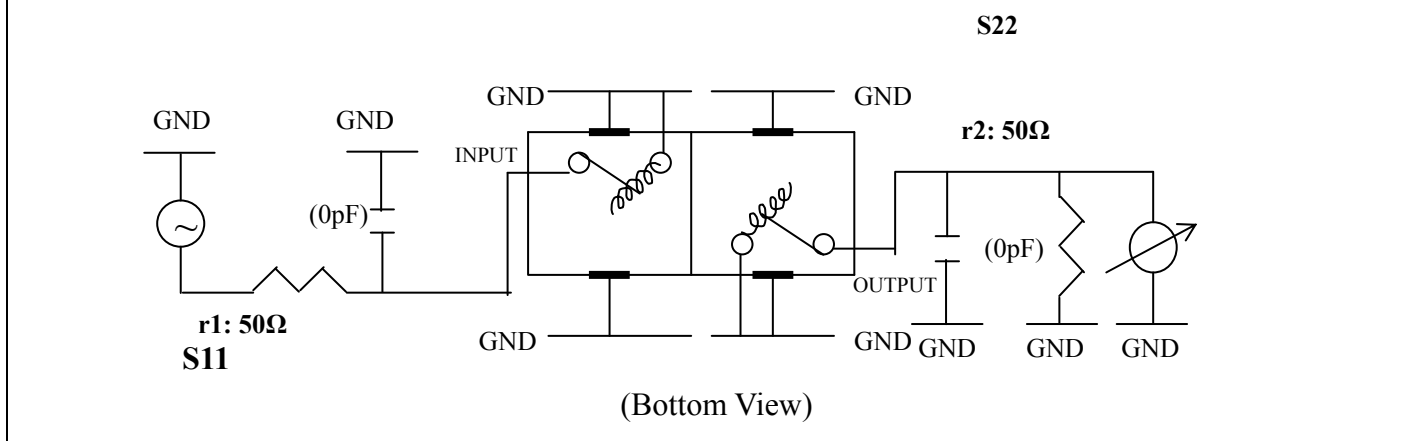 S22
GND
GND
GND
GND
r2: 50Ω
INPUT
(0pF)
(0pF)
OUTPUT
r1: 50Ω
S11
GND
GND
GND
GND
GND
(Bottom View)